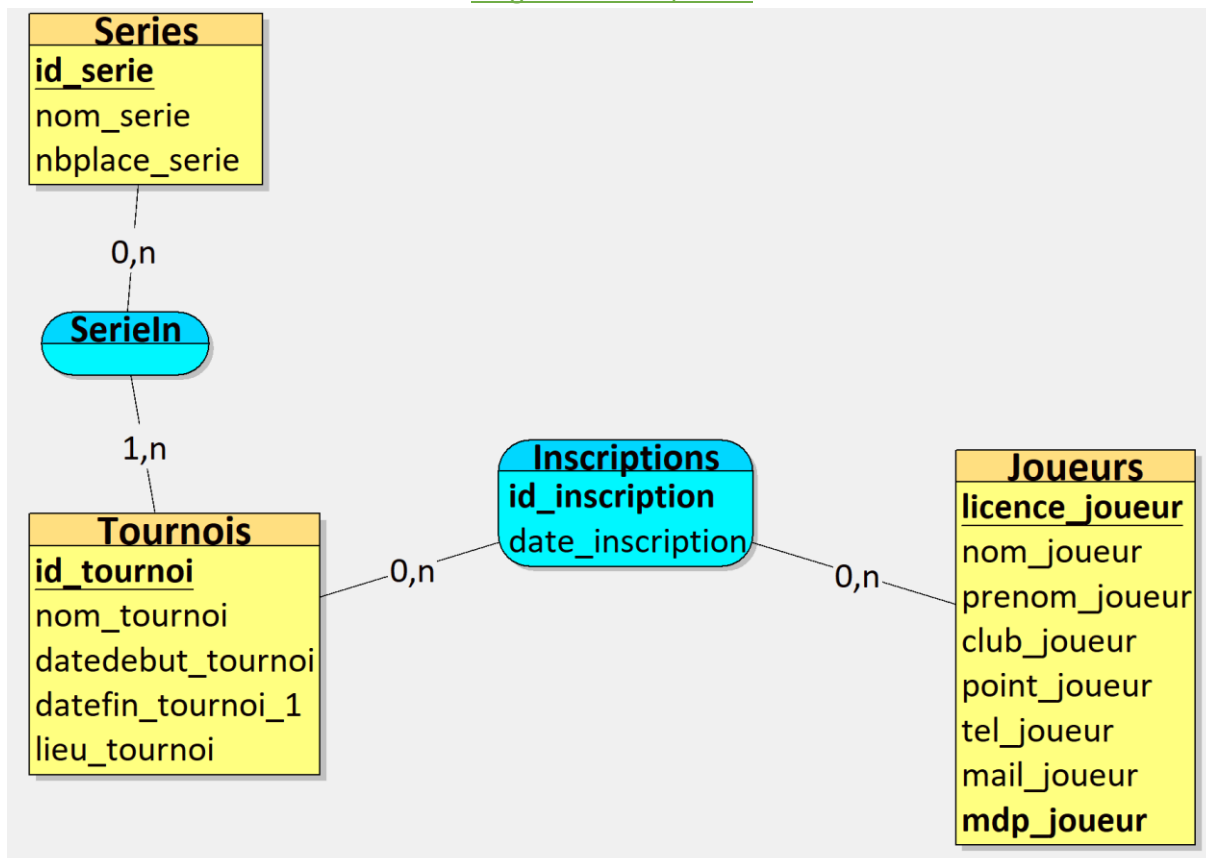 Series
id_serie
nom_serie
nbplace_serie
0,n
SerieIn
1,n
Tournois
id_tournoi
nom_tournoi
datedebut_tournoi
datefin_tournoi_1
lieu_tournoi
0,n
Inscriptions
id_inscription
date_inscription
0,n
Joueurs
licence_joueur
nom_joueur
prenom_joueur
club_joueur
point_joueur
tel_joueur
mail_joueur
mdp_joueur